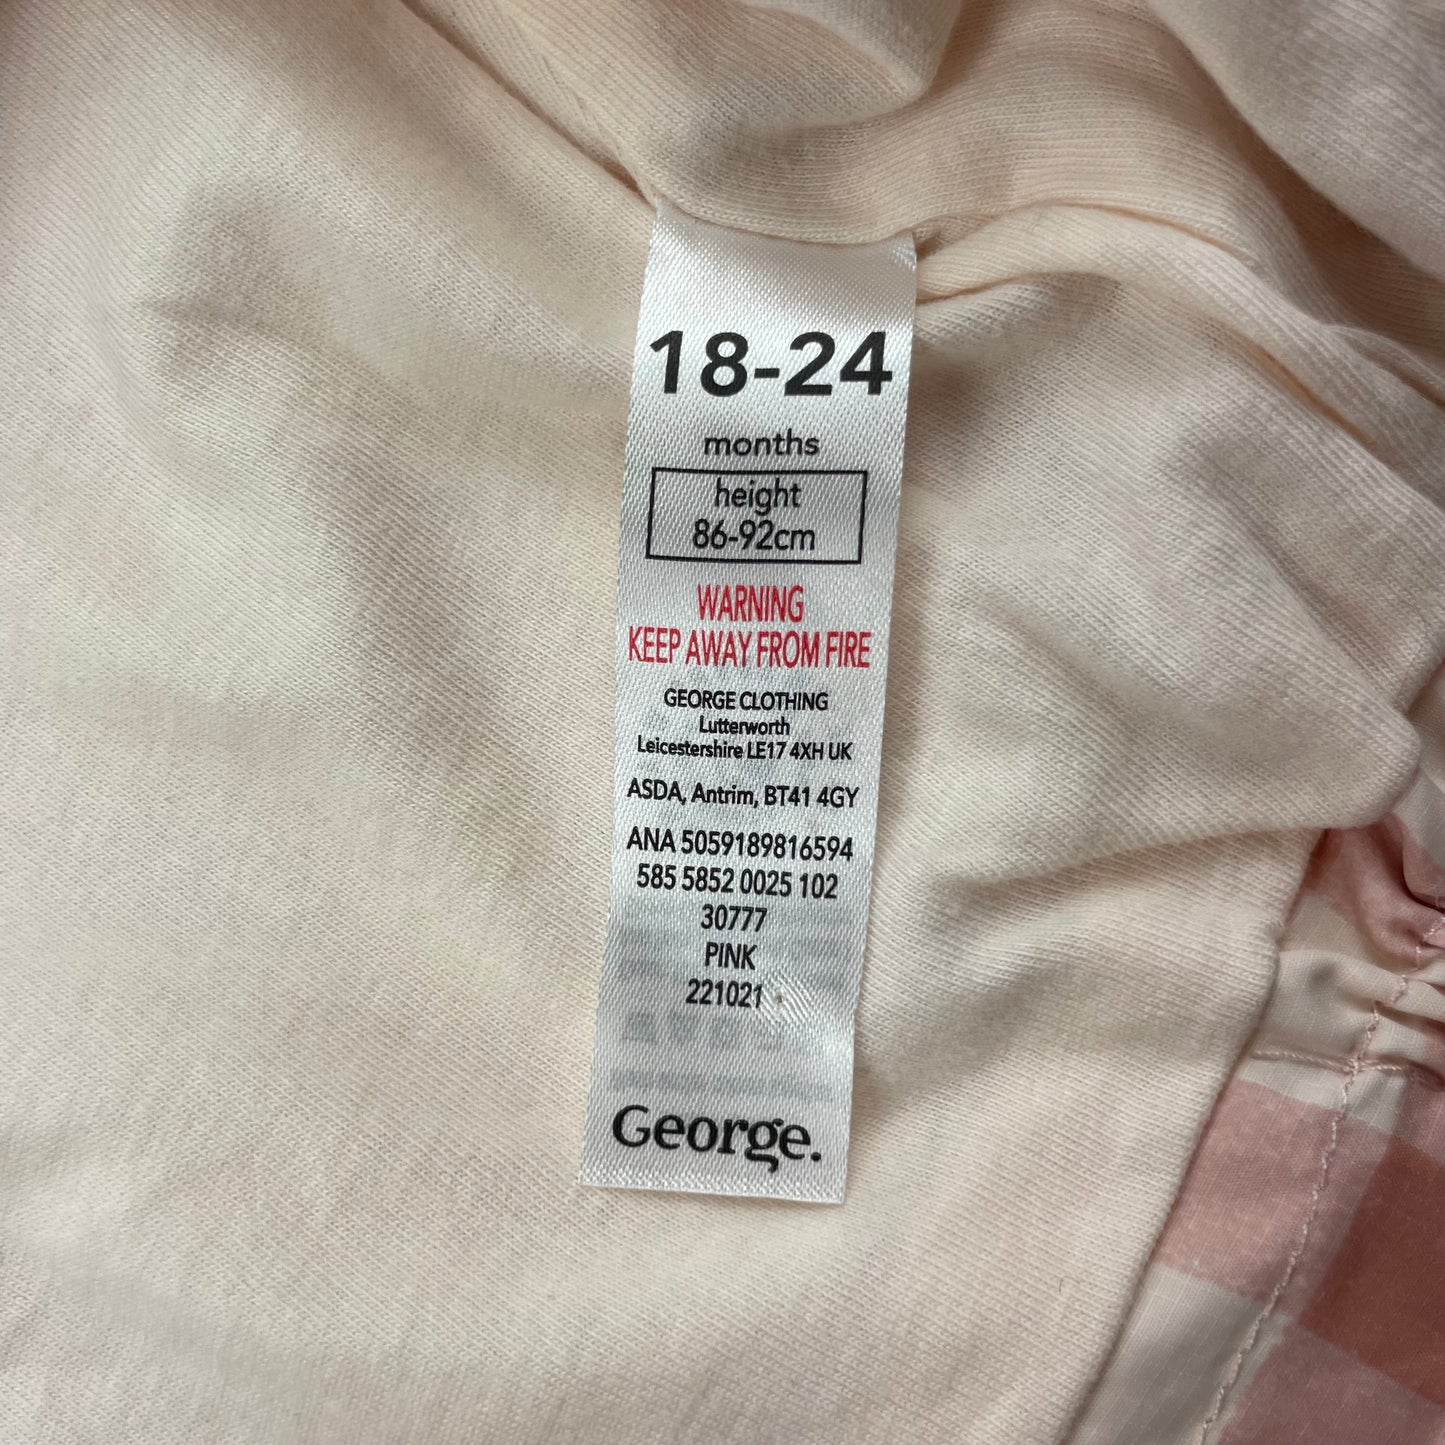 18-24
months
height
86-92cm
WARNING
KEEP AWAY FROM FIRE
GEORGE CLOTHING
Lutterworth
Leicestershire LE17 4XH UK
ASDA, Antrim, BT41 4GY
ANA 5059189816594
585 5852 0025 102
30777
PINK
221021
George.